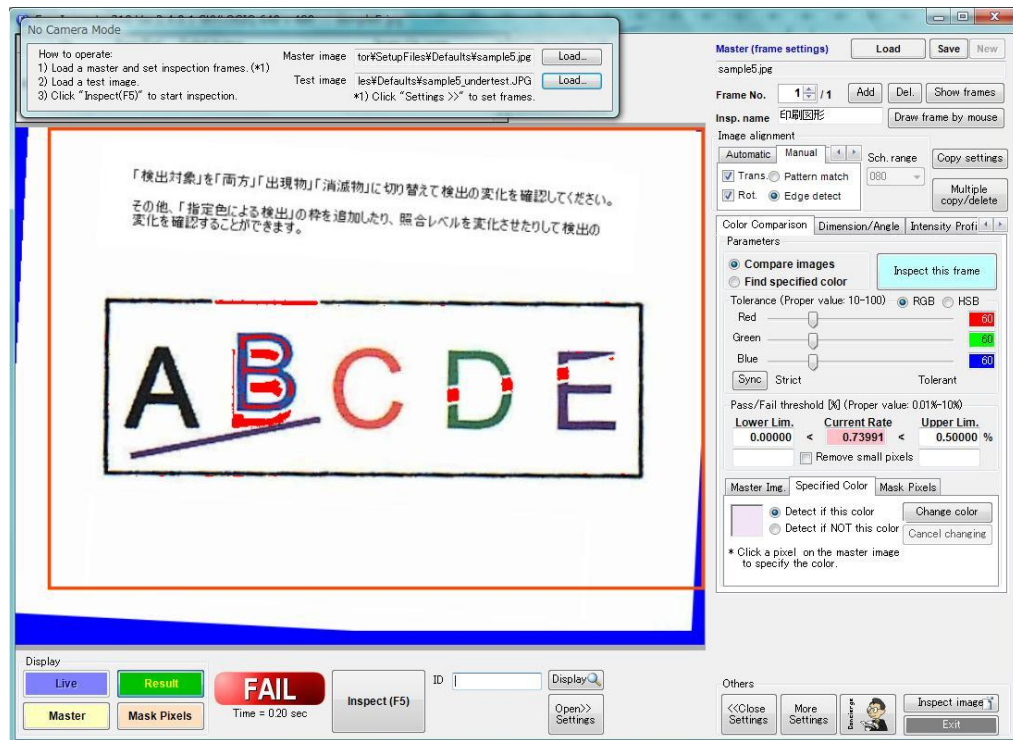 No Camera Mode
How to operate:
1) Load a master and set inspection frames. (*1)
2) Load a test image.
3) Click "Inspect(F5)" to start inspection.
Master image tor¥SetupFiles¥Defaults¥sample5.jpg Load...
Test image les¥Defaults¥sample5_undertest.JPG Load...
*1) Click "Settings >>" to set frames.
Master (frame settings) Load Save New
sample5.jpg
Frame No. 1 / 1 Add Del. Show frames
Insp. name 印刷図形 Draw frame by mouse
Image alignment
Automatic Manual Sch. range Copy settings
Trans. Pattern match 080
Rot. Edge detect Multiple copy/delete
Color Comparison Dimension/Angle Intensity Profi
Parameters
Compare images
Find specified color
Inspect this frame
Tolerance (Proper value: 10-100) RGB HSB
Red 60
Green 60
Blue 60
Sync Strict Tolerant
Pass/Fail threshold [%] (Proper value: 0.01%-10%)
Lower Lim. Current Rate Upper Lim.
0.00000 < 0.73991 < 0.50000 %
Remove small pixels
Master Img. Specified Color Mask Pixels
Detect if this color Change color
Detect if NOT this color Cancel changing
* Click a pixel on the master image
to specify the color.
「検出対象」を「両方」「出現物」「消滅物」に切り替えて検出の変化を確認してください。
その他、「指定色による検出」の枠を追加したり、照合レベルを変化させたりして検出の
変化を確認することができます。
A B C D E
Display
Live Result
Master Mask Pixels
FAIL
Time = 0.20 sec
Inspect (F5)
ID Display
Open>>
Settings
Others
<<Close
Settings
More
Settings
Concierge
Inspect image
Exit